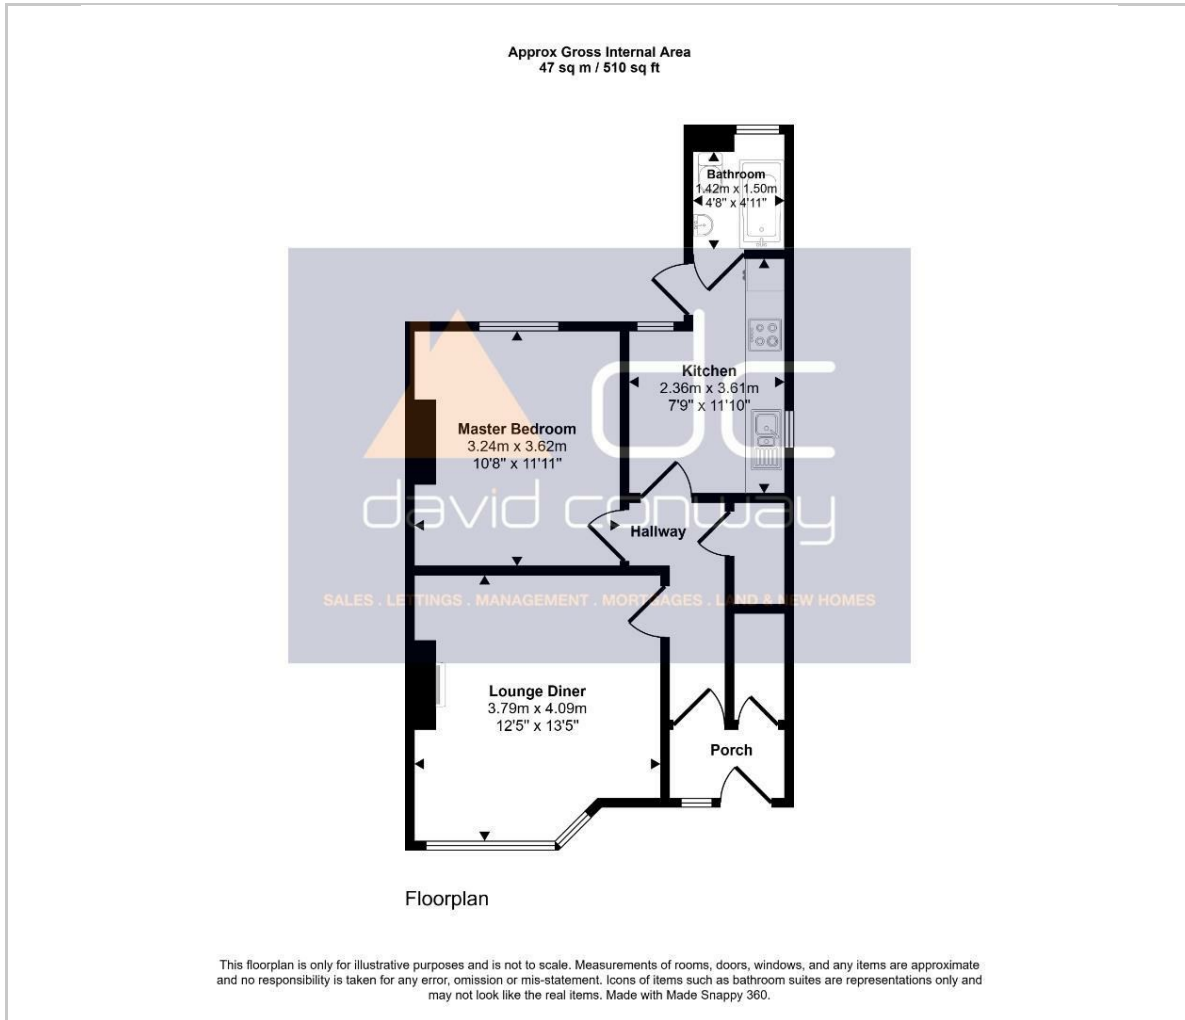 Approx Gross Internal Area
47 sq m / 510 sq ft
Bathroom
1.42m x 1.50m
4'8" x 4'11"
Kitchen
2.36m x 3.61m
7'9" x 11'10"
Master Bedroom
3.24m x 3.62m
10'8" x 11'11"
dc
david conway
Hallway
SALES . LETTINGS . MANAGEMENT . MORTGAGES . LAND & NEW HOMES
Lounge Diner
3.79m x 4.09m
12'5" x 13'5"
Porch
Floorplan
This floorplan is only for illustrative purposes and is not to scale. Measurements of rooms, doors, windows, and any items are approximate
and no responsibility is taken for any error, omission or mis-statement. Icons of items such as bathroom suites are representations only and
may not look like the real items. Made with Made Snappy 360.